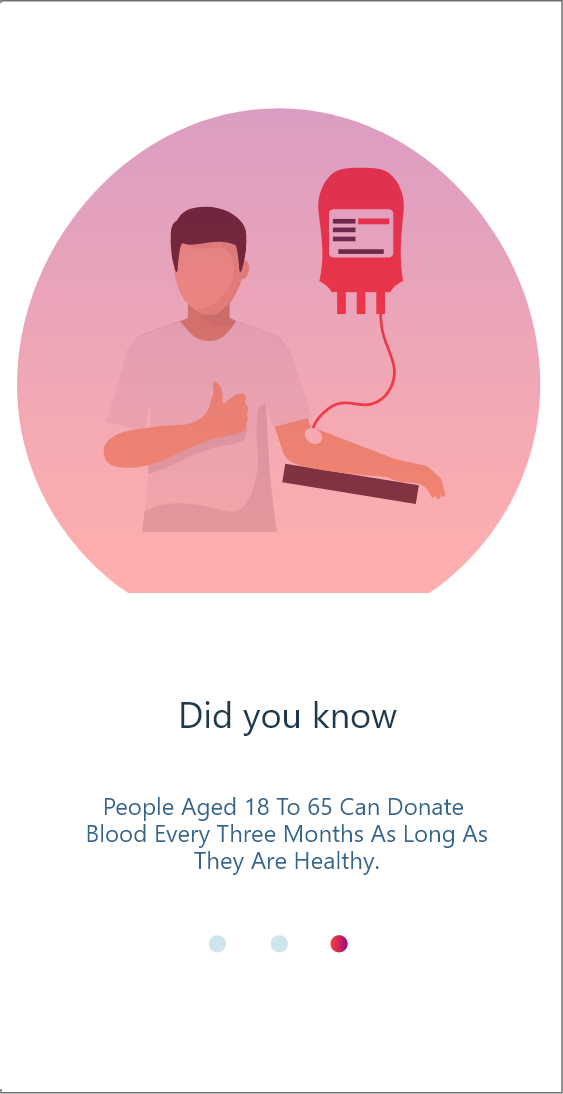 Did you know
People Aged 18 To 65 Can Donate
Blood Every Three Months As Long As
They Are Healthy.